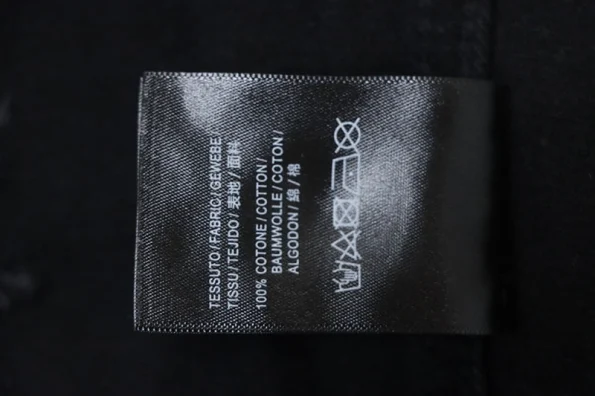 TESSUTO/FABRIC/GEWEBE/
TISSU/TEJIDO/表地/面料
100% COTONE/COTTON/
BAUMWOLLE/COTON/
ALGODON/綿/棉